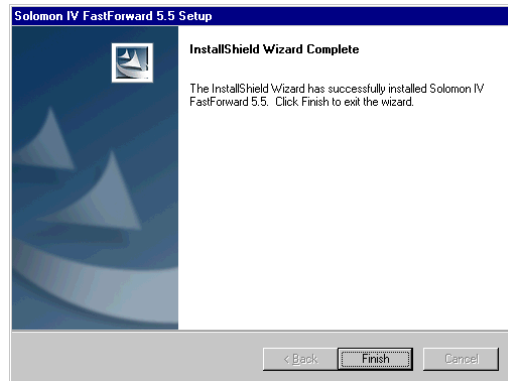 Solomon IV FastForward 5.5 Setup
InstallShield Wizard Complete
The InstallShield Wizard has successfully installed Solomon IV
FastForward 5.5. Click Finish to exit the wizard.
< Back
Finish
Cancel